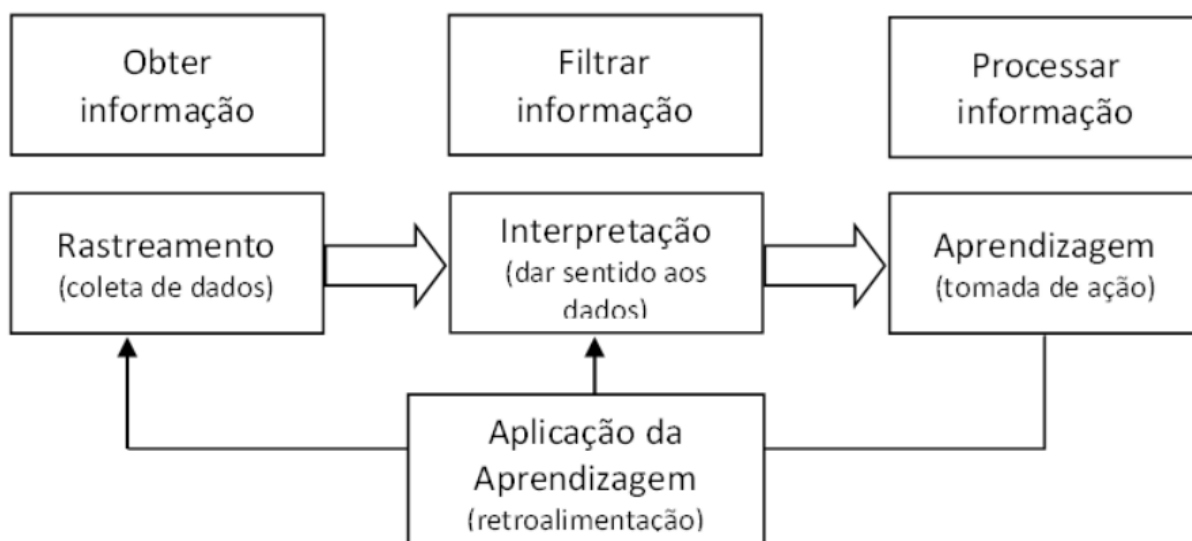 Obter
informação
Filtrar
informação
Processar
informação
Rastreamento
(coleta de dados)
Interpretação
(dar sentido aos
dados)
Aprendizagem
(tomada de ação)
Aplicação da
Aprendizagem
(retroalimentação)